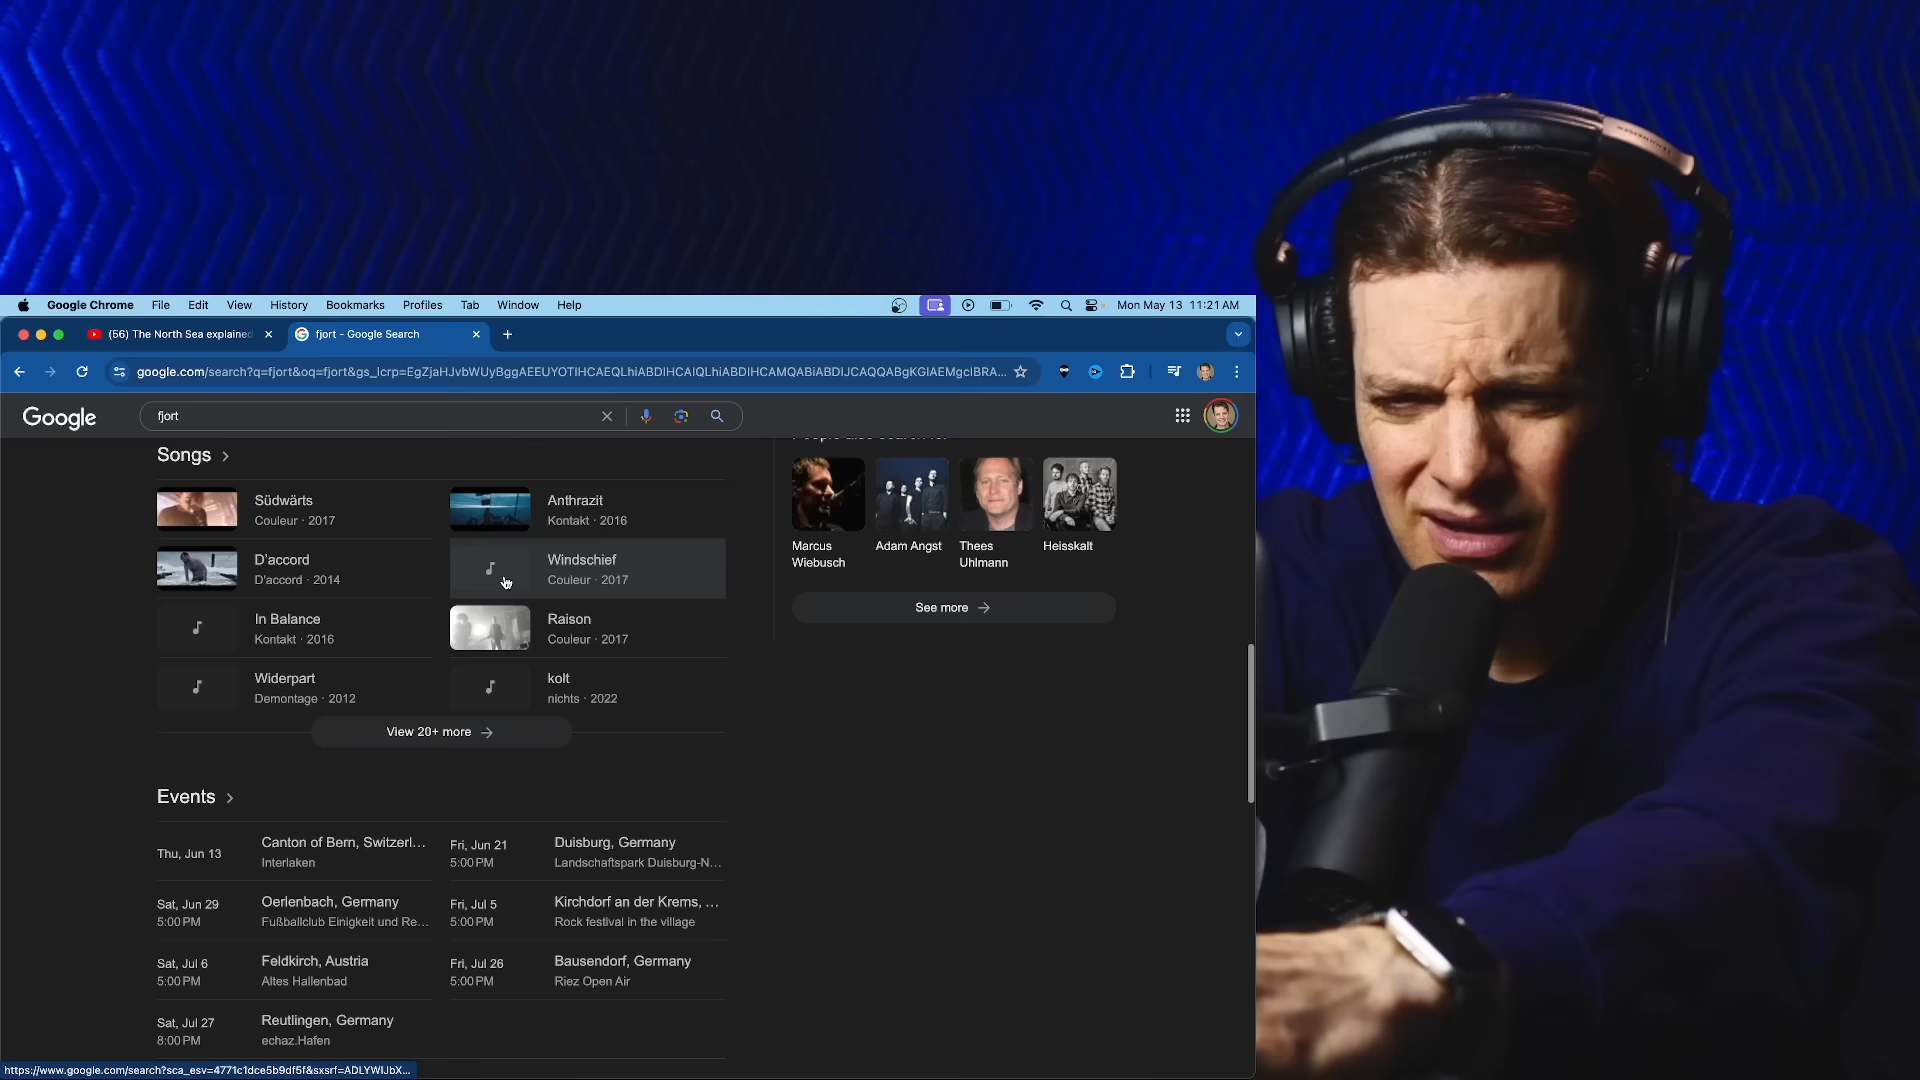 Google Chrome File Edit View History Bookmarks Profiles Tab Window Help Mon May 13 11:21 AM
(56) The North Sea explained
fjort - Google Search
google.com/search?q=fjort&oq=fjort&gs_lcrp=EgZjaHJvbWUyBggAEEUYOTIHCAEQLhiABDIHCAIQLhiABDIHCAMQABiABDIJCAQQABgKGIAEMgcIBRA...
Google
fjort
Songs
Südwärts
Couleur · 2017
Anthrazit
Kontakt · 2016
D'accord
D'accord · 2014
Windschief
Couleur · 2017
In Balance
Kontakt · 2016
Raison
Couleur · 2017
Widerpart
Demontage · 2012
kolt
nichts · 2022
View 20+ more
Marcus
Wiebusch
Adam Angst
Thees
Uhlmann
Heisskalt
See more
Events
Thu, Jun 13
Canton of Bern, Switzerl...
Interlaken
Fri, Jun 21
5:00 PM
Duisburg, Germany
Landschaftspark Duisburg-N...
Sat, Jun 29
5:00 PM
Oerlenbach, Germany
Fußballclub Einigkeit und Re...
Fri, Jul 5
5:00 PM
Kirchdorf an der Krems, ...
Rock festival in the village
Sat, Jul 6
5:00 PM
Feldkirch, Austria
Altes Hallenbad
Fri, Jul 26
5:00 PM
Bausendorf, Germany
Riez Open Air
Sat, Jul 27
8:00 PM
Reutlingen, Germany
echaz.Hafen
https://www.google.com/search?sca_esv=4771c1dce5b9df5f&sxsrf=ADLYWIJbX...